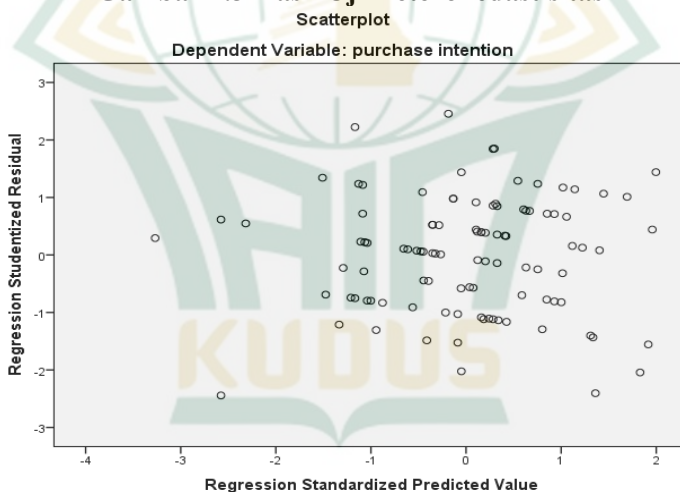 Scatterplot
Dependent Variable: purchase intention
3
2
1
0
-1
-2
-3
Regression Studentized Residual
-4
-3
-2
-1
0
1
2
Regression Standardized Predicted Value
IAIN
KUDUS